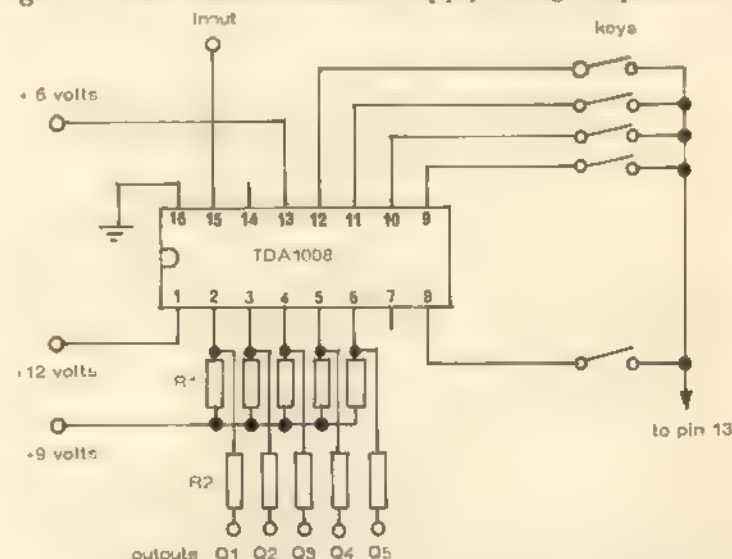 Input
keys
+ 6 volts
16 15 14 13 12 11 10 9
TDA1008
1 2 3 4 5 6 7 8
+12 volts
R1
to pin 13
+9 volts
R2
outputs Q1 Q2 Q3 Q4 Q5